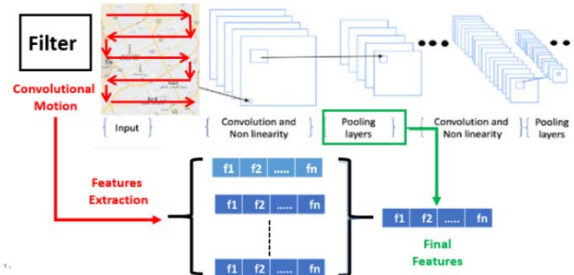 Filter
Convolutional
Motion
Input
Convolution and
Non linearity
Pooling
layers
Convolution and
Non linearity
Pooling
layers
Features
Extraction
f1 f2 ..... fn
f1 f2 ..... fn
f1 f2 ..... fn
f1 f2 ..... fn
Final
Features